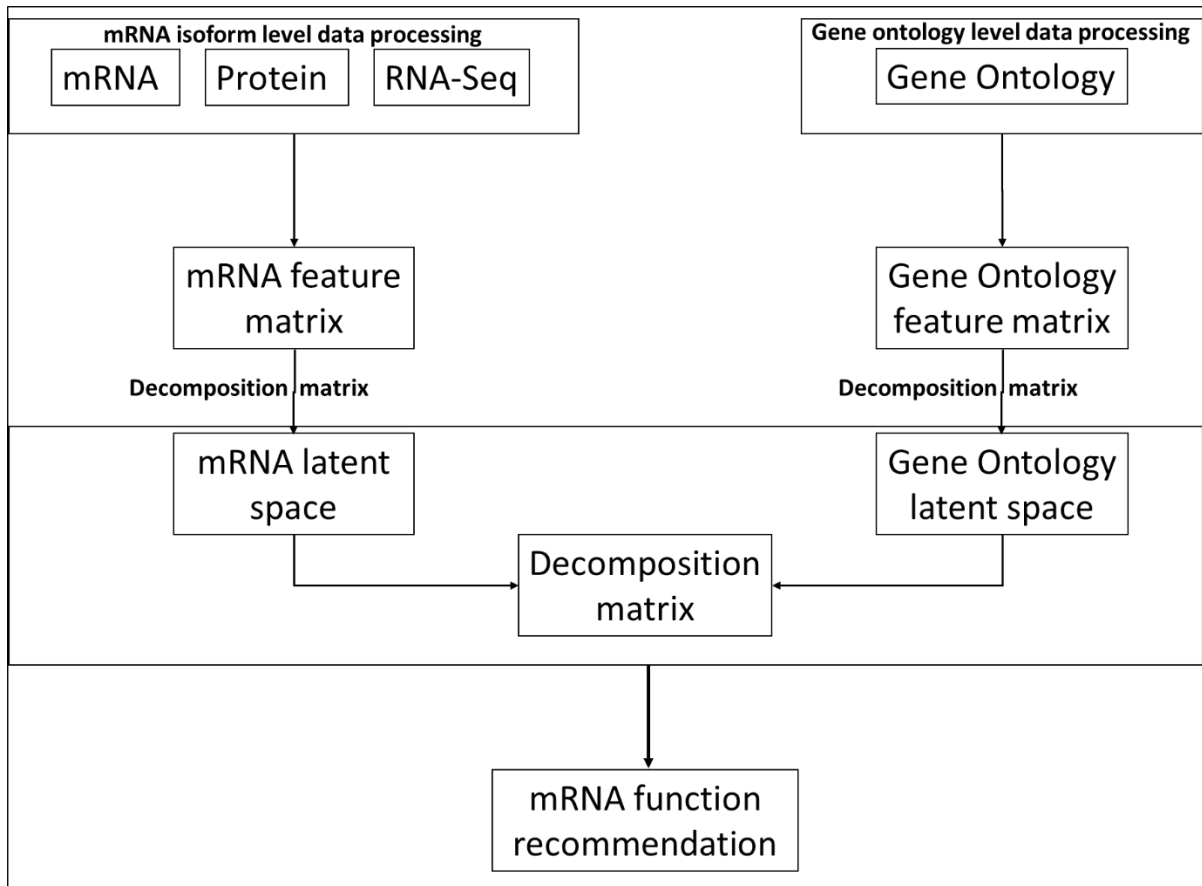 mRNA isoform level data processing
mRNA
Protein
RNA-Seq
Gene ontology level data processing
Gene Ontology
mRNA feature
matrix
Gene Ontology
feature matrix
Decomposition matrix
Decomposition matrix
mRNA latent
space
Gene Ontology
latent space
Decomposition
matrix
mRNA function
recommendation